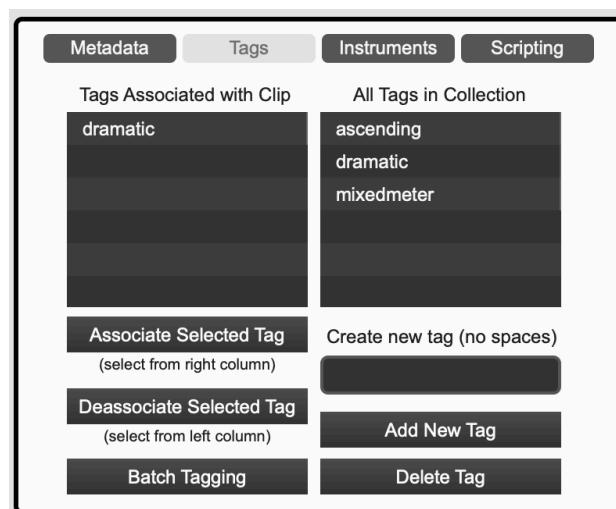 Metadata Tags Instruments Scripting
Tags Associated with Clip
dramatic
All Tags in Collection
ascending
dramatic
mixedmeter
Associate Selected Tag
(select from right column)
Deassociate Selected Tag
(select from left column)
Batch Tagging
Create new tag (no spaces)
Add New Tag
Delete Tag